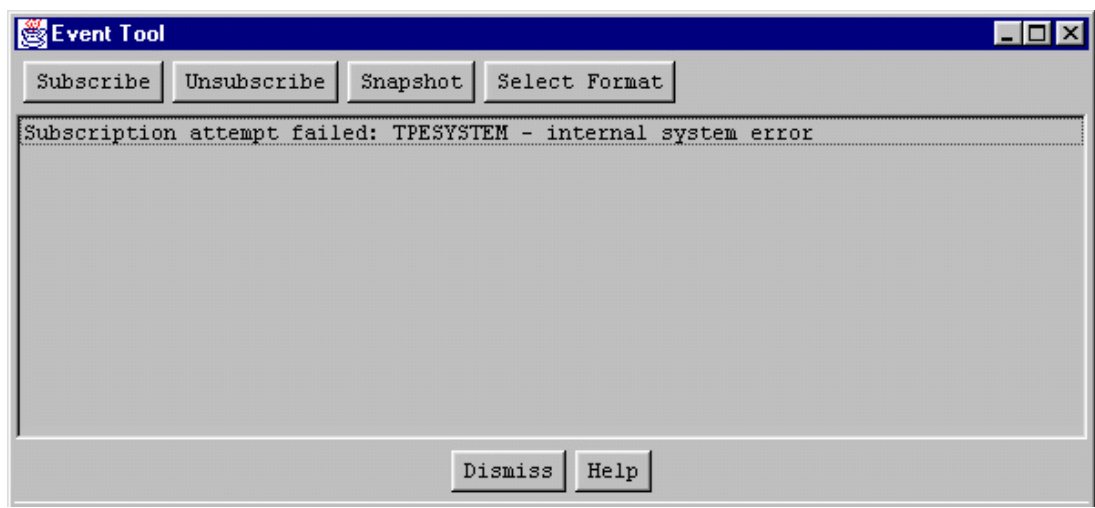 Event Tool
Subscribe Unsubscribe Snapshot Select Format
Subscription attempt failed: TPESYSTEM - internal system error
Dismiss Help